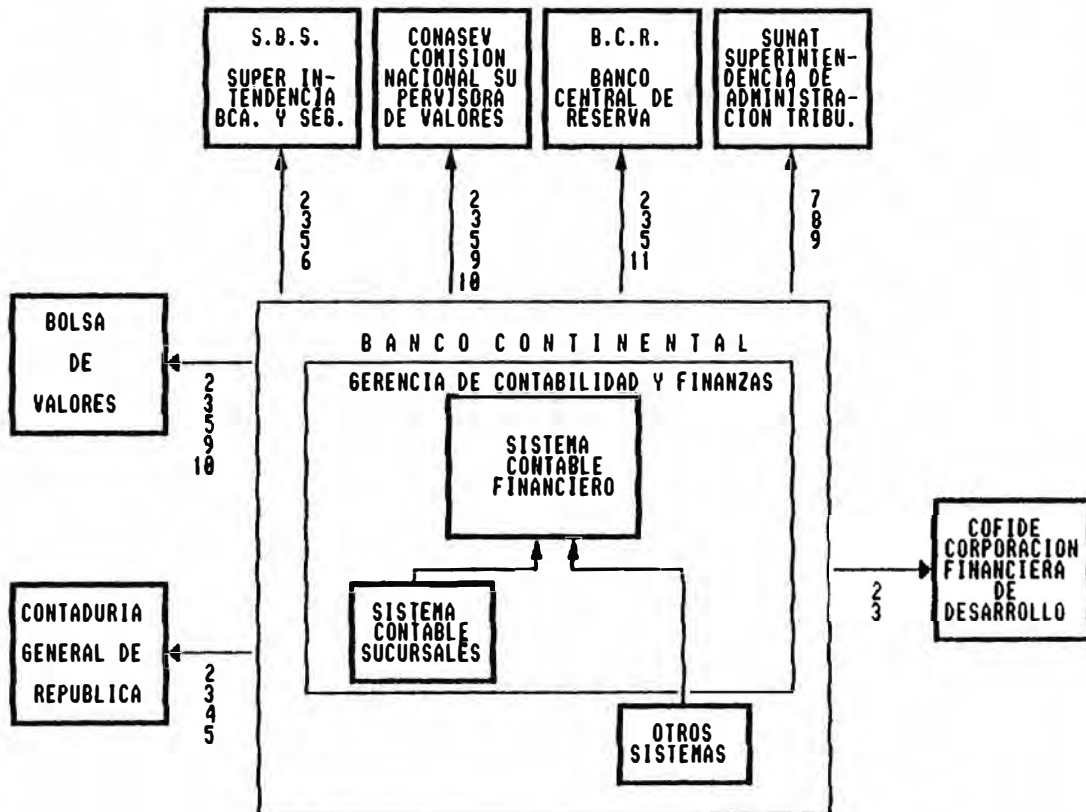 S.B.S.
SUPER IN-
TENDENCIA
BCA. Y SEG.
CONASEV
COMISION
NACIONAL SU
PERVISORA
DE VALORES
B.C.R.
BANCO
CENTRAL DE
RESERVA
SUNAT
SUPERINTEN-
DENCIA DE
ADMINISTRA-
CION TRIBU.
2
3
5
6
2
3
5
9
10
2
3
5
11
7
8
9
BOLSA
DE
VALORES
2
3
5
9
10
BANCO CONTINENTAL
GERENCIA DE CONTABILIDAD Y FINANZAS
SISTEMA
CONTABLE
FINANCIERO
COFIDE
CORPORACION
FINANCIERA
DE
DESARROLLO
2
3
CONTADURIA
GENERAL DE
REPUBLICA
2
3
4
5
SISTEMA
CONTABLE
SUCURSALES
OTROS
SISTEMAS